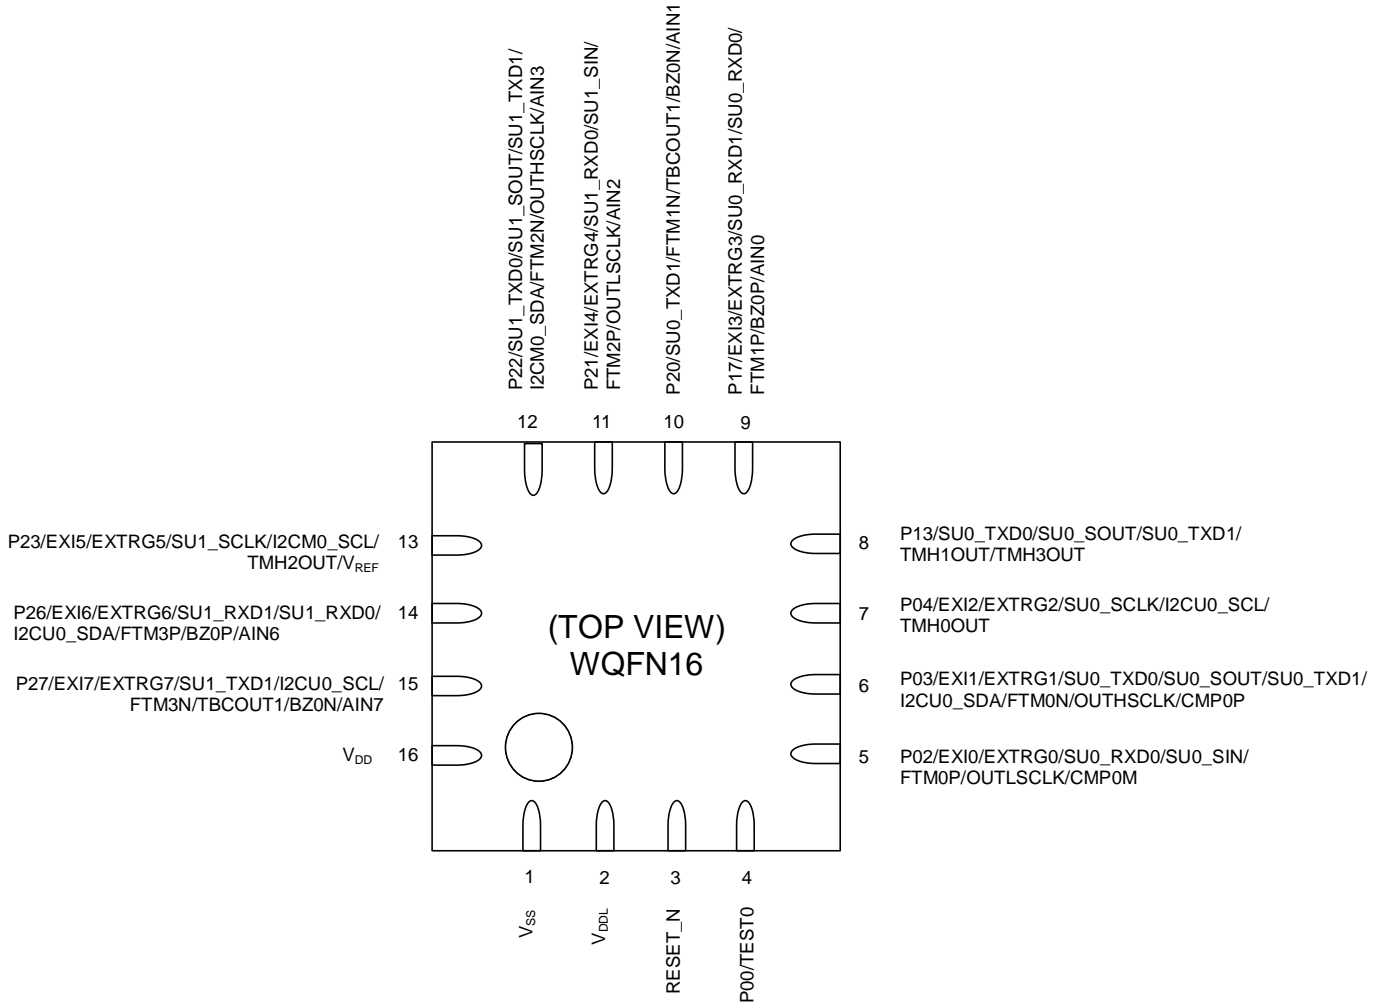 P22/SU1_TXD0/SU1_SOUT/SU1_TXD1/
I2CM0_SDA/FTM2N/OUTHSCLK/AIN3
P21/EXI4/EXTRG4/SU1_RXD0/SU1_SIN/
FTM2P/OUTLSCLK/AIN2
P20/SU0_TXD1/FTM1N/TBCOUT1/BZ0N/AIN1
P17/EXI3/EXTRG3/SU0_RXD1/SU0_RXD0/
FTM1P/BZ0P/AIN0
12 11 10 9
P23/EXI5/EXTRG5/SU1_SCLK/I2CM0_SCL/ 13
TMH2OUT/VREF
P26/EXI6/EXTRG6/SU1_RXD1/SU1_RXD0/ 14
I2CU0_SDA/FTM3P/BZ0P/AIN6
P27/EXI7/EXTRG7/SU1_TXD1/I2CU0_SCL/ 15
FTM3N/TBCOUT1/BZ0N/AIN7
VDD 16
(TOP VIEW)
WQFN16
8 P13/SU0_TXD0/SU0_SOUT/SU0_TXD1/
TMH1OUT/TMH3OUT
7 P04/EXI2/EXTRG2/SU0_SCLK/I2CU0_SCL/
TMH0OUT
6 P03/EXI1/EXTRG1/SU0_TXD0/SU0_SOUT/SU0_TXD1/
I2CU0_SDA/FTM0N/OUTHSCLK/CMP0P
5 P02/EXI0/EXTRG0/SU0_RXD0/SU0_SIN/
FTM0P/OUTLSCLK/CMP0M
1 2 3 4
VSS
VDDL
RESET_N
P00/TEST0